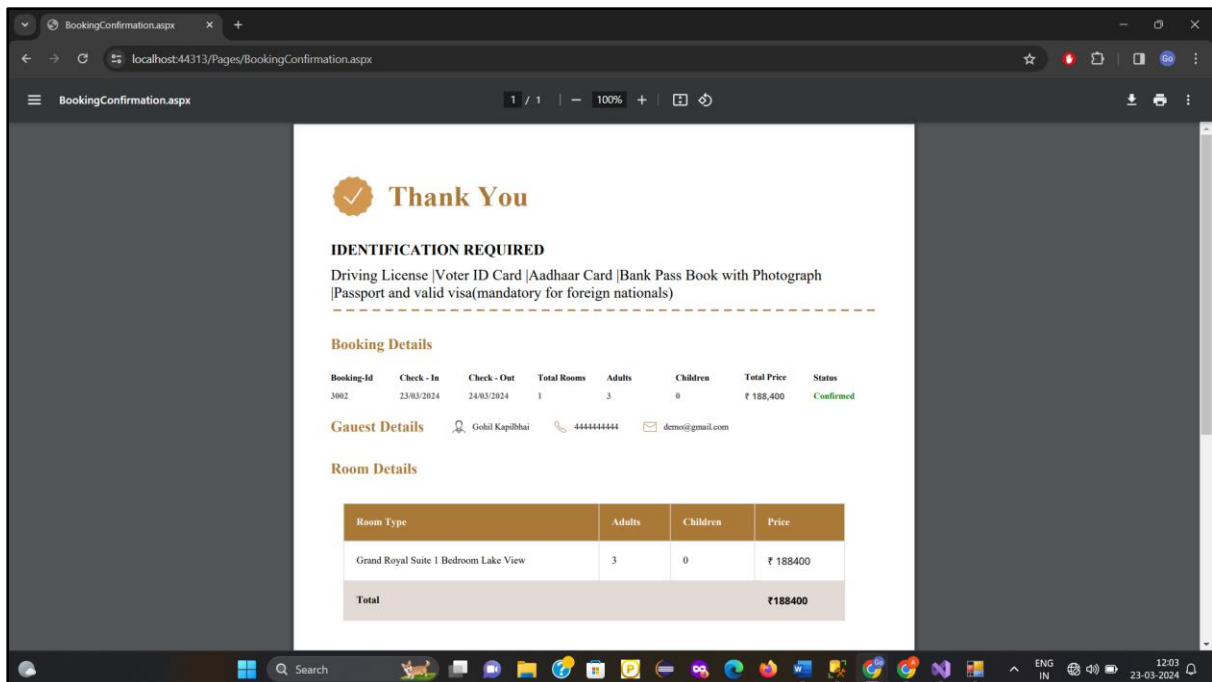 BookingConfirmation.aspx
localhost:44313/Pages/BookingConfirmation.aspx
Go
BookingConfirmation.aspx 1 / 1 100%
Thank You
IDENTIFICATION REQUIRED
Driving License |Voter ID Card |Aadhaar Card |Bank Pass Book with Photograph
|Passport and valid visa(mandatory for foreign nationals)
Booking Details
Booking-Id Check - In Check - Out Total Rooms Adults Children Total Price Status
3002 23/03/2024 24/03/2024 1 3 0 ₹ 188,400 Confirmed
Gauest Details Gohil Kapilbhai 4444444444 demo@gmail.com
Room Details
Room Type Adults Children Price
Grand Royal Suite 1 Bedroom Lake View 3 0 ₹ 188400
Total ₹188400
Search ENG 12:03
IN 23-03-2024